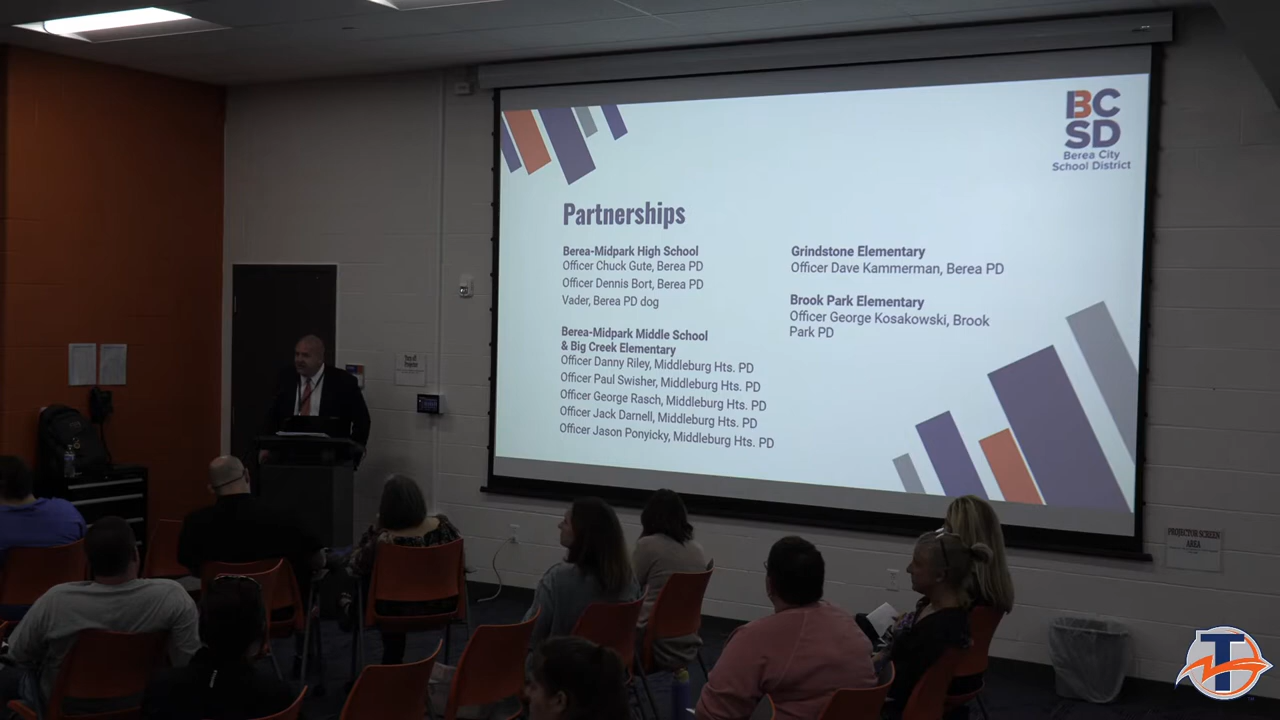 BC
SD
Berea City
School District
Partnerships
Berea-Midpark High School
Officer Chuck Gute, Berea PD
Officer Dennis Bort, Berea PD
Vader, Berea PD dog
Berea-Midpark Middle School
& Big Creek Elementary
Officer Danny Riley, Middleburg Hts. PD
Officer Paul Swisher, Middleburg Hts. PD
Officer George Rasch, Middleburg Hts. PD
Officer Jack Darnell, Middleburg Hts. PD
Officer Jason Ponyicky, Middleburg Hts. PD
Grindstone Elementary
Officer Dave Kammerman, Berea PD
Brook Park Elementary
Officer George Kosakowski, Brook
Park PD
PROJECTOR SCREEN
AREA
T